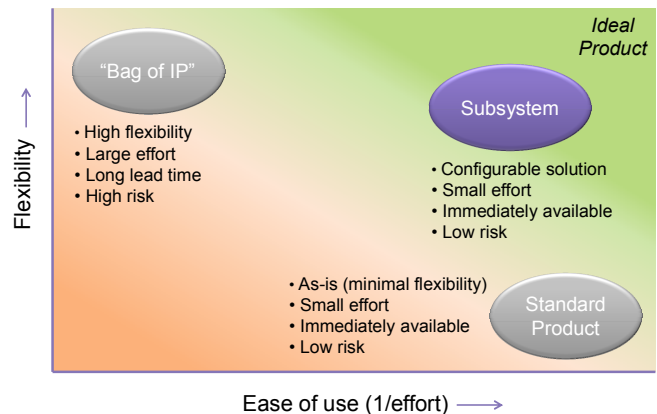 Ideal
Product
“Bag of IP”
• High flexibility
• Large effort
• Long lead time
• High risk
Subsystem
• Configurable solution
• Small effort
• Immediately available
• Low risk
• As-is (minimal flexibility)
• Small effort
• Immediately available
• Low risk
Standard
Product
Flexibility
Ease of use (1/effort)